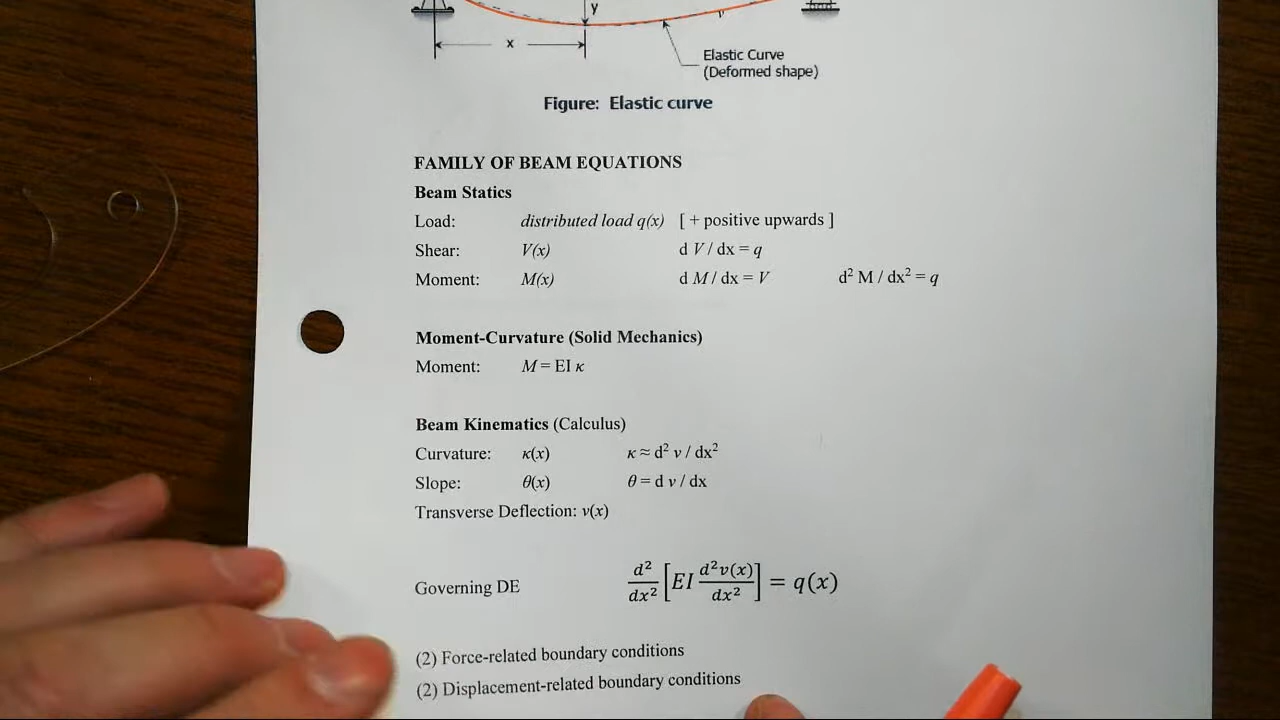 y
v
x
Elastic Curve
(Deformed shape)
Figure: Elastic curve
FAMILY OF BEAM EQUATIONS
Beam Statics
Load: distributed load q(x) [ + positive upwards ]
Shear: V(x) d V / dx = q
Moment: M(x) d M / dx = V d² M / dx² = q
Moment-Curvature (Solid Mechanics)
Moment: M = EI κ
Beam Kinematics (Calculus)
Curvature: κ(x) κ ≈ d² v / dx²
Slope: θ(x) θ = d v / dx
Transverse Deflection: v(x)
Governing DE d²/dx² [EI d²v(x)/dx²] = q(x)
(2) Force-related boundary conditions
(2) Displacement-related boundary conditions